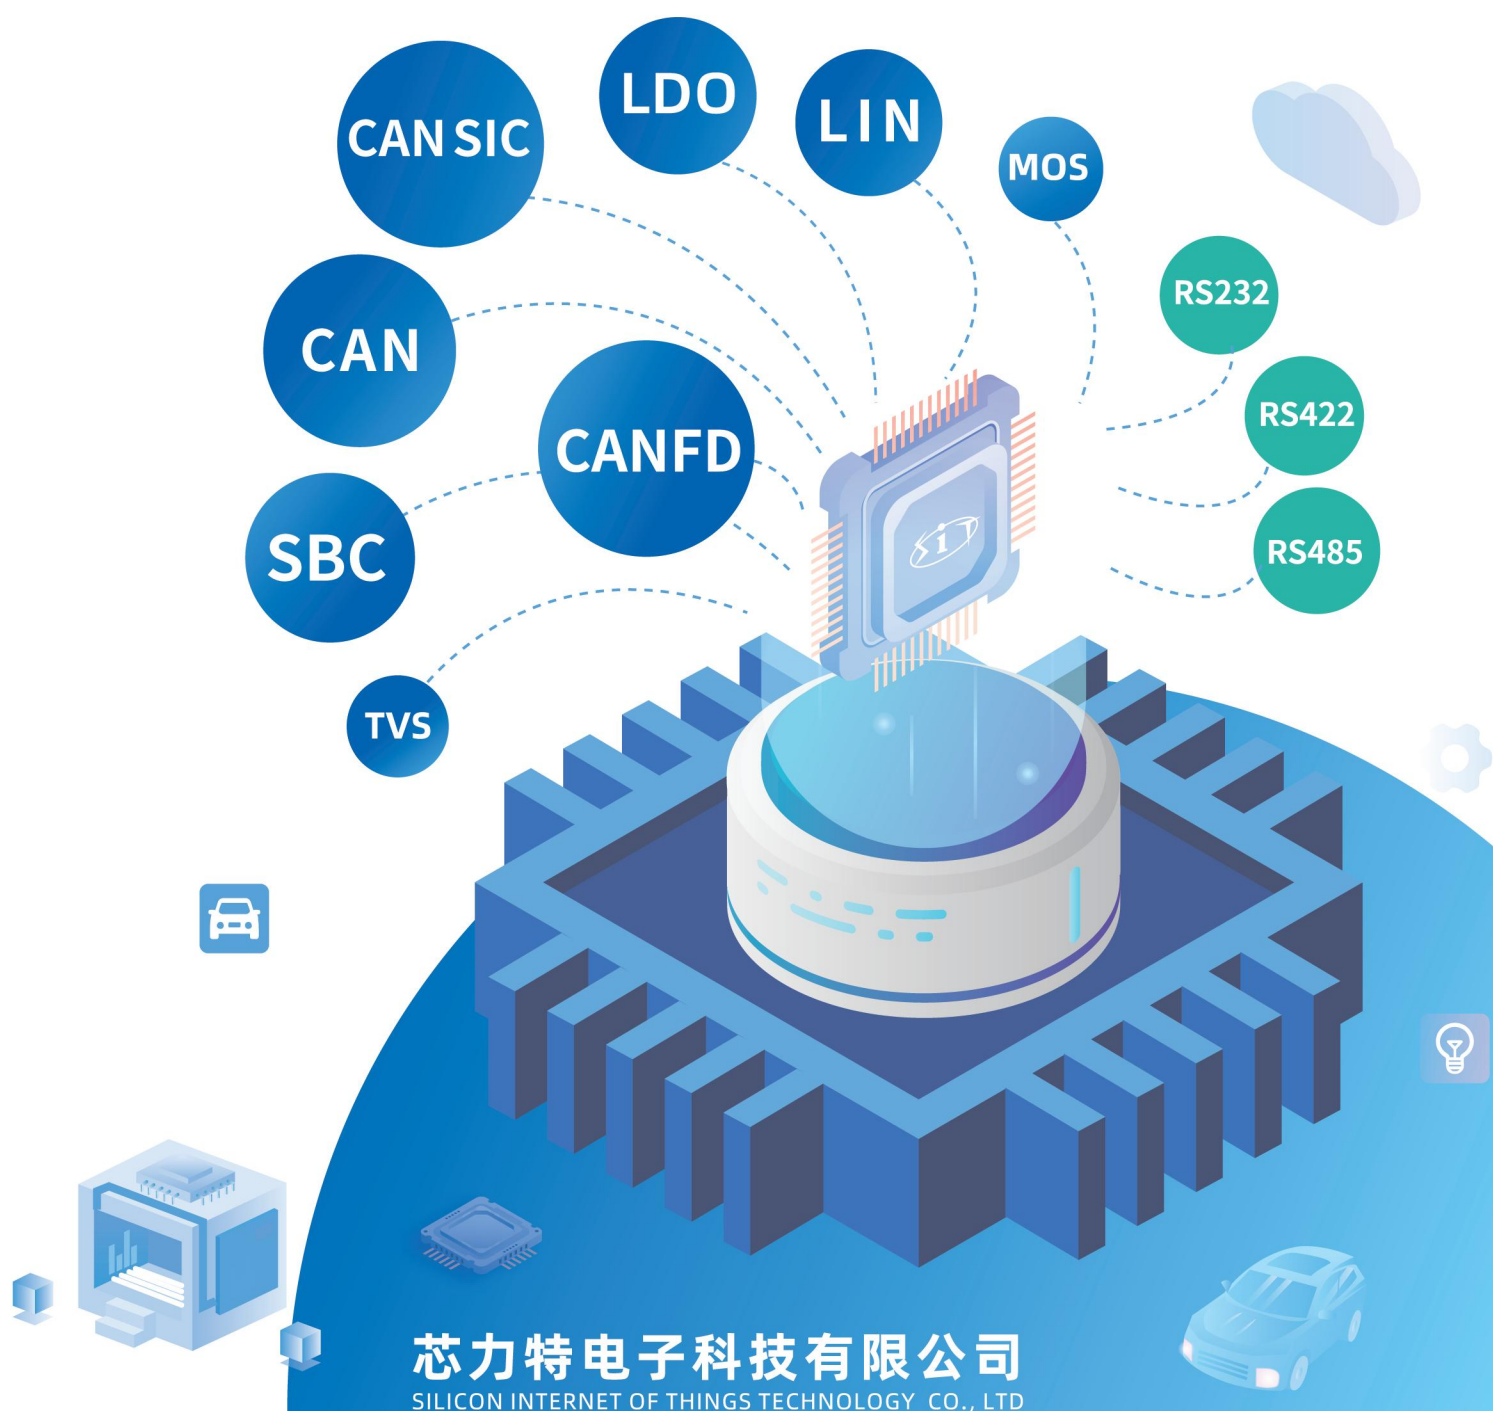 LDO
LIN
CAN SIC
MOS
RS232
CAN
RS422
CANFD
SiT
RS485
SBC
TVS
芯力特电子科技有限公司
SILICON INTERNET OF THINGS TECHNOLOGY CO., LTD